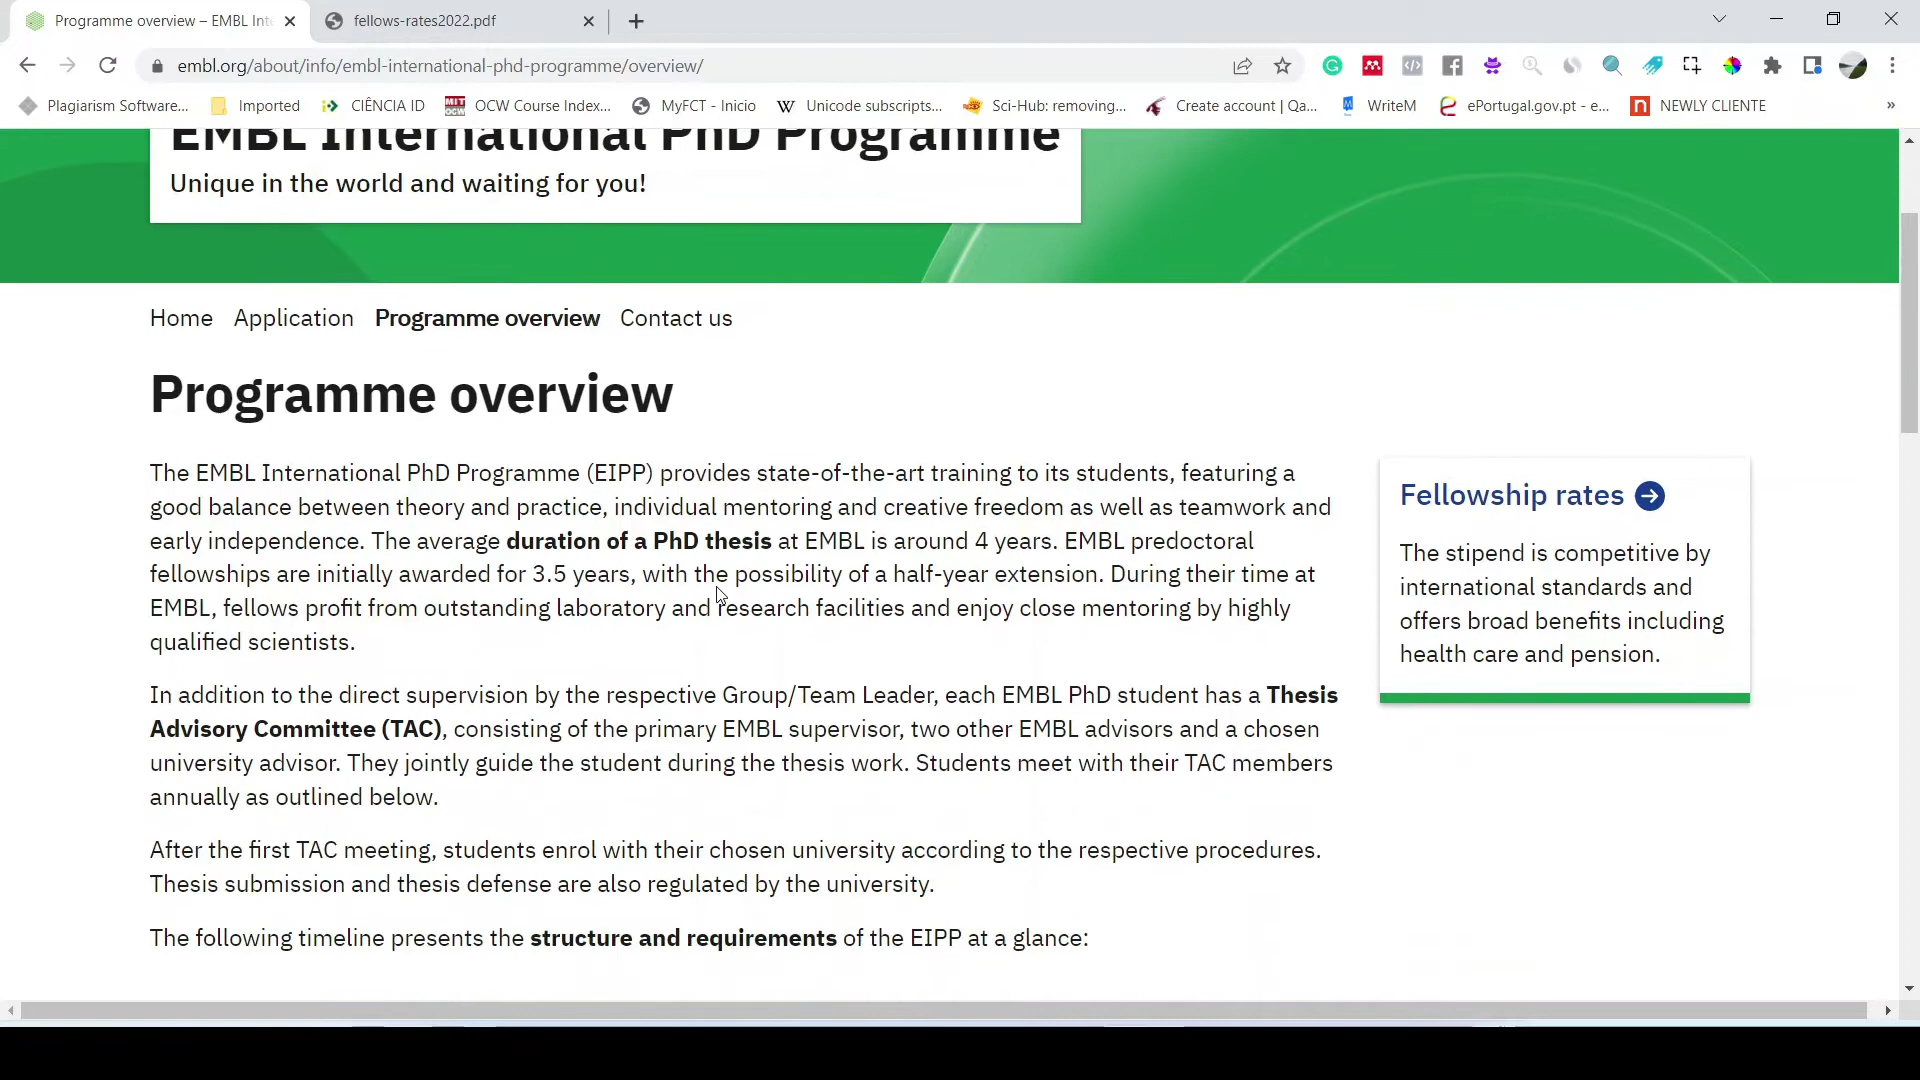 Programme overview – EMBL Inte
fellows-rates2022.pdf
embl.org/about/info/embl-international-phd-programme/overview/
Plagiarism Software...
Imported
CIÊNCIA ID
MIT OCW
OCW Course Index...
MyFCT - Inicio
W
Unicode subscripts...
Sci-Hub: removing...
Create account | Qa...
WriteM
ePortugal.gov.pt - e...
n
NEWLY CLIENTE
»
EMBL International PhD Programme
Unique in the world and waiting for you!
Home Application Programme overview Contact us
Programme overview
The EMBL International PhD Programme (EIPP) provides state-of-the-art training to its students, featuring a
good balance between theory and practice, individual mentoring and creative freedom as well as teamwork and
early independence. The average duration of a PhD thesis at EMBL is around 4 years. EMBL predoctoral
fellowships are initially awarded for 3.5 years, with the possibility of a half-year extension. During their time at
EMBL, fellows profit from outstanding laboratory and research facilities and enjoy close mentoring by highly
qualified scientists.
In addition to the direct supervision by the respective Group/Team Leader, each EMBL PhD student has a Thesis
Advisory Committee (TAC), consisting of the primary EMBL supervisor, two other EMBL advisors and a chosen
university advisor. They jointly guide the student during the thesis work. Students meet with their TAC members
annually as outlined below.
After the first TAC meeting, students enrol with their chosen university according to the respective procedures.
Thesis submission and thesis defense are also regulated by the university.
The following timeline presents the structure and requirements of the EIPP at a glance:
Fellowship rates
The stipend is competitive by
international standards and
offers broad benefits including
health care and pension.